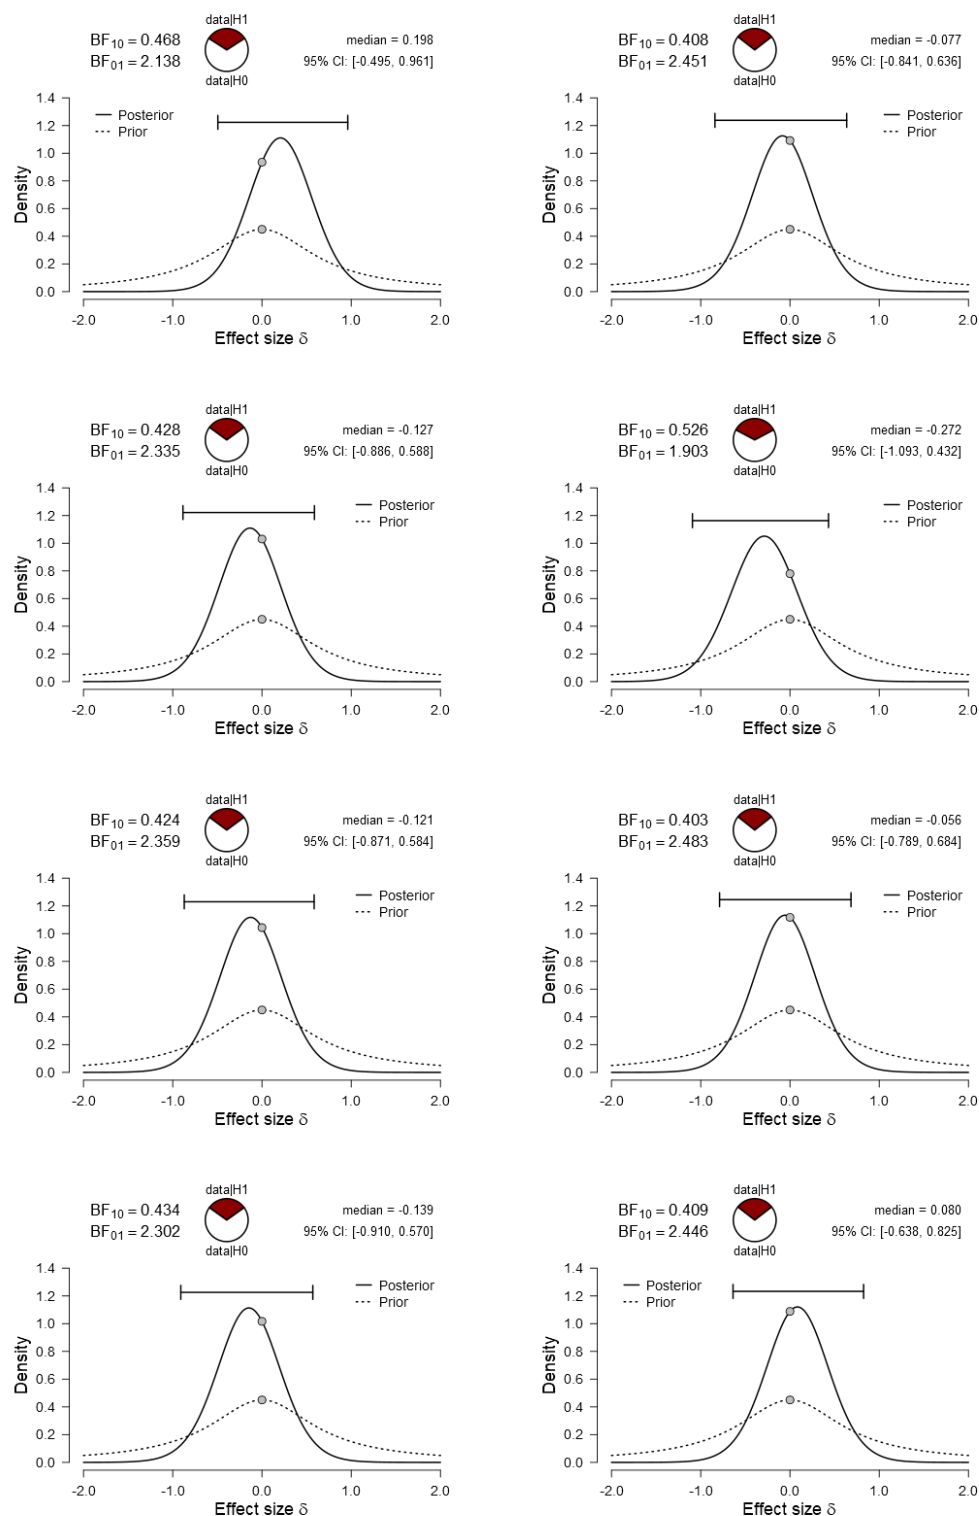 data|H1
BF10 = 0.468
median = 0.198
BF01 = 2.138
95% CI: [-0.495, 0.961]
data|H0
1.4
Posterior
1.2
Prior
1.0
0.8
0.6
0.4
0.2
0.0
Density
-2.0 -1.0 0.0 1.0 2.0
Effect size δ
data|H1
BF10 = 0.408
median = -0.077
BF01 = 2.451
95% CI: [-0.841, 0.636]
data|H0
1.4
Posterior
1.2
Prior
1.0
0.8
0.6
0.4
0.2
0.0
Density
-2.0 -1.0 0.0 1.0 2.0
Effect size δ
data|H1
BF10 = 0.428
median = -0.127
BF01 = 2.335
95% CI: [-0.886, 0.588]
data|H0
1.4
Posterior
1.2
Prior
1.0
0.8
0.6
0.4
0.2
0.0
Density
-2.0 -1.0 0.0 1.0 2.0
Effect size δ
data|H1
BF10 = 0.526
median = -0.272
BF01 = 1.903
95% CI: [-1.093, 0.432]
data|H0
1.4
Posterior
1.2
Prior
1.0
0.8
0.6
0.4
0.2
0.0
Density
-2.0 -1.0 0.0 1.0 2.0
Effect size δ
data|H1
BF10 = 0.424
median = -0.121
BF01 = 2.359
95% CI: [-0.871, 0.584]
data|H0
1.4
Posterior
1.2
Prior
1.0
0.8
0.6
0.4
0.2
0.0
Density
-2.0 -1.0 0.0 1.0 2.0
Effect size δ
data|H1
BF10 = 0.403
median = -0.056
BF01 = 2.483
95% CI: [-0.789, 0.684]
data|H0
1.4
Posterior
1.2
Prior
1.0
0.8
0.6
0.4
0.2
0.0
Density
-2.0 -1.0 0.0 1.0 2.0
Effect size δ
data|H1
BF10 = 0.434
median = -0.139
BF01 = 2.302
95% CI: [-0.910, 0.570]
data|H0
1.4
Posterior
1.2
Prior
1.0
0.8
0.6
0.4
0.2
0.0
Density
-2.0 -1.0 0.0 1.0 2.0
Effect size δ
data|H1
BF10 = 0.409
median = 0.080
BF01 = 2.446
95% CI: [-0.638, 0.825]
data|H0
1.4
Posterior
1.2
Prior
1.0
0.8
0.6
0.4
0.2
0.0
Density
-2.0 -1.0 0.0 1.0 2.0
Effect size δ